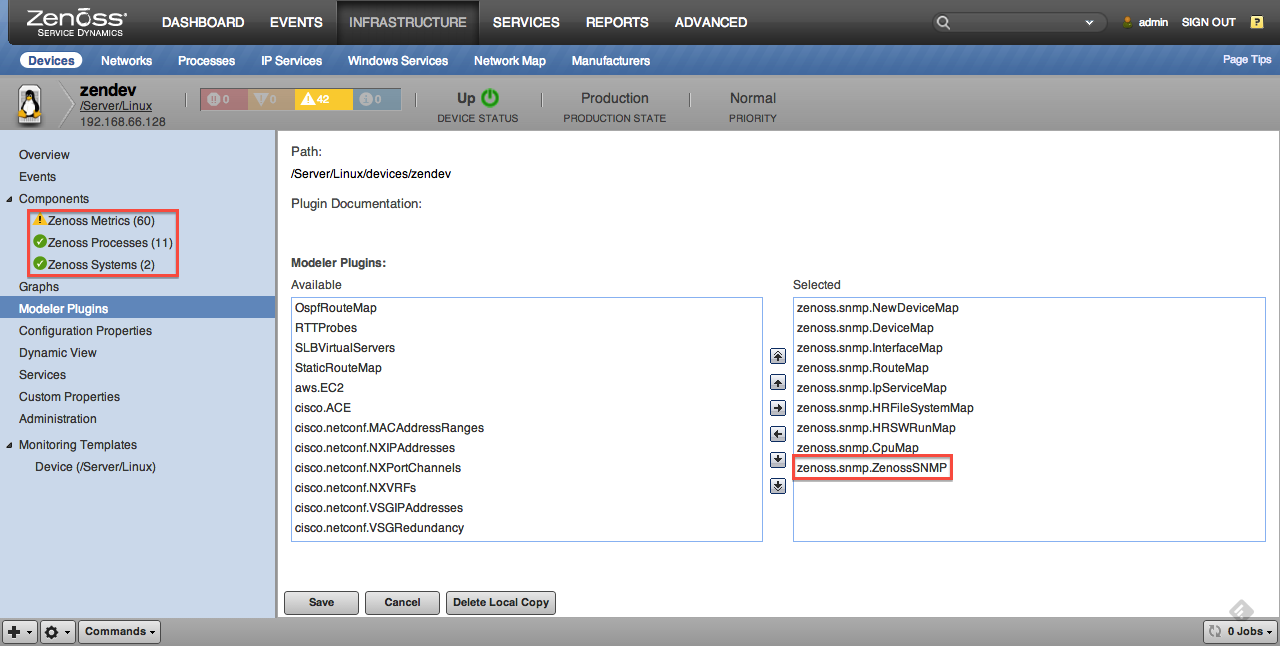 Zenoss
SERVICE DYNAMICS
DASHBOARD EVENTS INFRASTRUCTURE SERVICES REPORTS ADVANCED
admin SIGN OUT ?
Devices Networks Processes IP Services Windows Services Network Map Manufacturers Page Tips
zendev
/Server/Linux
192.168.66.128
0 0 42 0
Up
DEVICE STATUS
Production
PRODUCTION STATE
Normal
PRIORITY
Overview
Events
Components
Zenoss Metrics (60)
Zenoss Processes (11)
Zenoss Systems (2)
Graphs
Modeler Plugins
Configuration Properties
Dynamic View
Services
Custom Properties
Administration
Monitoring Templates
Device (/Server/Linux)
Path:
/Server/Linux/devices/zendev
Plugin Documentation:
Modeler Plugins:
Available
OspfRouteMap
RTTProbes
SLBVirtualServers
StaticRouteMap
aws.EC2
cisco.ACE
cisco.netconf.MACAddressRanges
cisco.netconf.NXIPAddresses
cisco.netconf.NXPortChannels
cisco.netconf.NXVRFs
cisco.netconf.VSGIPAddresses
cisco.netconf.VSGRedundancy
Selected
zenoss.snmp.NewDeviceMap
zenoss.snmp.DeviceMap
zenoss.snmp.InterfaceMap
zenoss.snmp.RouteMap
zenoss.snmp.IpServiceMap
zenoss.snmp.HRFileSystemMap
zenoss.snmp.HRSWRunMap
zenoss.snmp.CpuMap
zenoss.snmp.ZenossSNMP
Save Cancel Delete Local Copy
Commands
0 Jobs